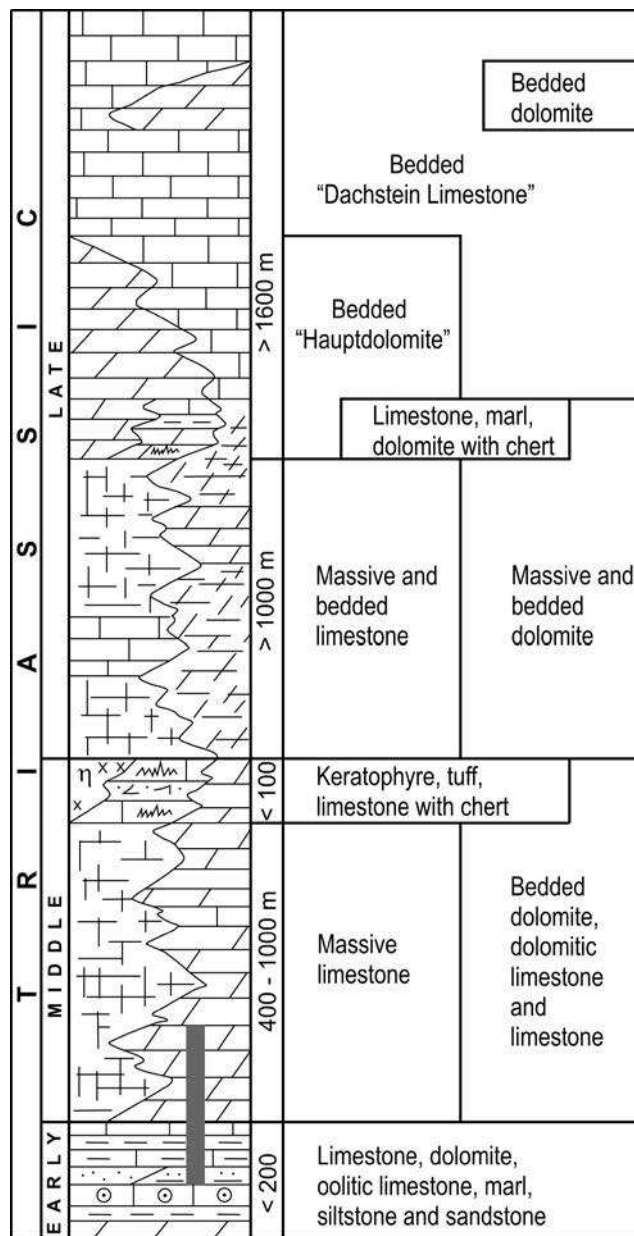 TRIASSIC
LATE
MIDDLE
EARLY
> 1600 m
> 1000 m
< 100
400 - 1000 m
< 200
η
x x
x
Bedded
dolomite
Bedded
“Dachstein Limestone”
Bedded
“Hauptdolomite”
Limestone, marl,
dolomite with chert
Massive and
bedded
limestone
Massive and
bedded
dolomite
Keratophyre, tuff,
limestone with chert
Massive
limestone
Bedded
dolomite,
dolomitic
limestone
and
limestone
Limestone, dolomite,
oolitic limestone, marl,
siltstone and sandstone